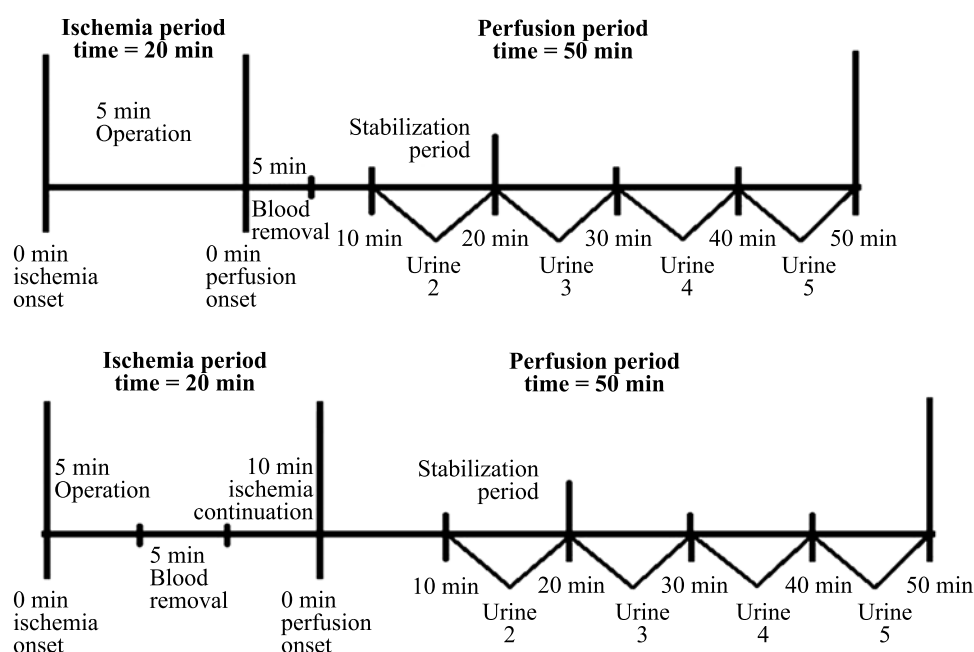 Ischemia period
time = 20 min
Perfusion period
time = 50 min
5 min
Operation
Stabilization
period
5 min
Blood
removal
10 min
20 min
30 min
40 min
50 min
0 min
ischemia
onset
0 min
perfusion
onset
Urine
2
Urine
3
Urine
4
Urine
5
Ischemia period
time = 20 min
Perfusion period
time = 50 min
5 min
Operation
10 min
ischemia
continuation
Stabilization
period
5 min
Blood
removal
10 min
20 min
30 min
40 min
50 min
0 min
ischemia
onset
0 min
perfusion
onset
Urine
2
Urine
3
Urine
4
Urine
5